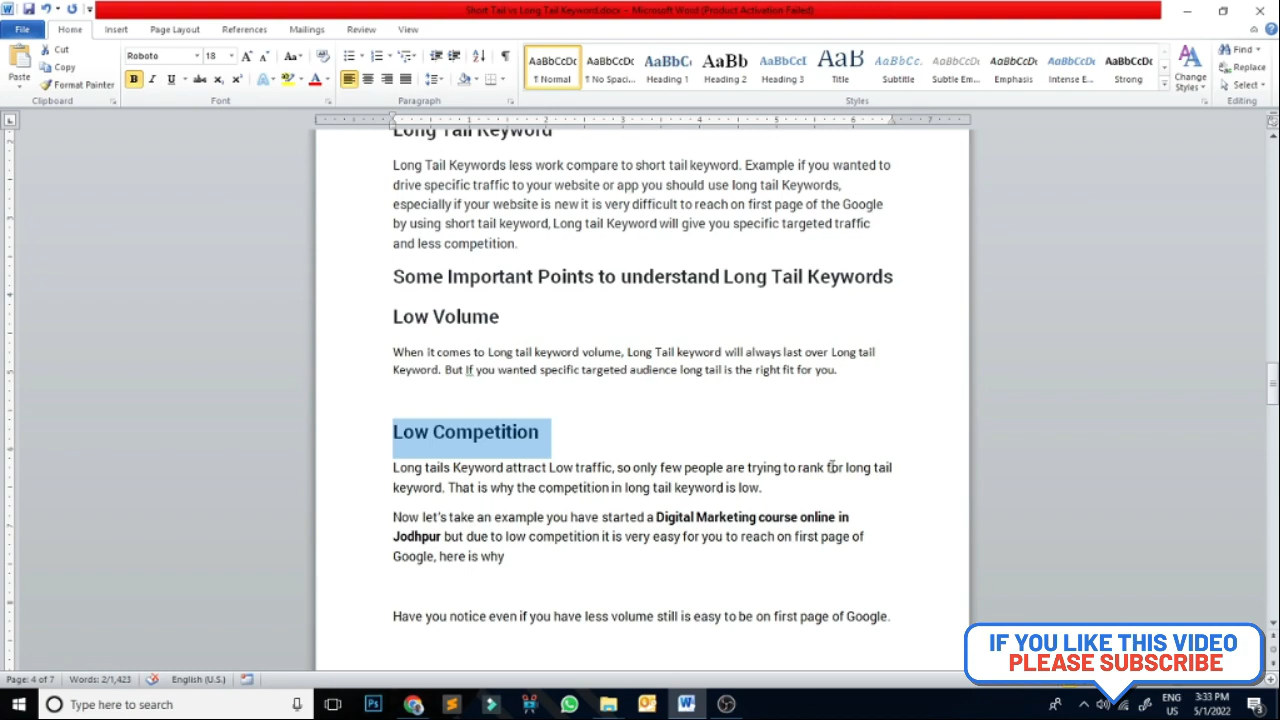 Short Tail vs Long Tail Keyword.docx - Microsoft Word (Product Activation Failed)
File Home Insert Page Layout References Mailings Review View
Cut
Copy
Format Painter
Paste
Clipboard
Roboto 18
Font
Paragraph
AaBbCcDc AaBbCcDc AaBbC AaBbC AaBbCcI AaB AaBbCc. AaBbCcDc AaBbCcDc AaBbCcDc AaBbCcDc
¶ Normal ¶ No Spaci... Heading 1 Heading 2 Heading 3 Title Subtitle Subtle Em... Emphasis Intense E... Strong
Styles
Change
Styles
Find
Replace
Select
Editing
1 2 3 4 5 6 7
Long Tail Keyword
Long Tail Keywords less work compare to short tail keyword. Example if you wanted to
drive specific traffic to your website or app you should use long tail Keywords,
especially if your website is new it is very difficult to reach on first page of the Google
by using short tail keyword, Long tail Keyword will give you specific targeted traffic
and less competition.
Some Important Points to understand Long Tail Keywords
Low Volume
When it comes to Long tail keyword volume, Long Tail keyword will always last over Long tail
Keyword. But If you wanted specific targeted audience long tail is the right fit for you.
Low Competition
Long tails Keyword attract Low traffic, so only few people are trying to rank for long tail
keyword. That is why the competition in long tail keyword is low.
Now let's take an example you have started a Digital Marketing course online in
Jodhpur but due to low competition it is very easy for you to reach on first page of
Google, here is why
Have you notice even if you have less volume still is easy to be on first page of Google.
IF YOU LIKE THIS VIDEO
PLEASE SUBSCRIBE
Page: 4 of 7 Words: 2/1,423 English (U.S.)
Type here to search
ENG
US
3:33 PM
5/1/2022